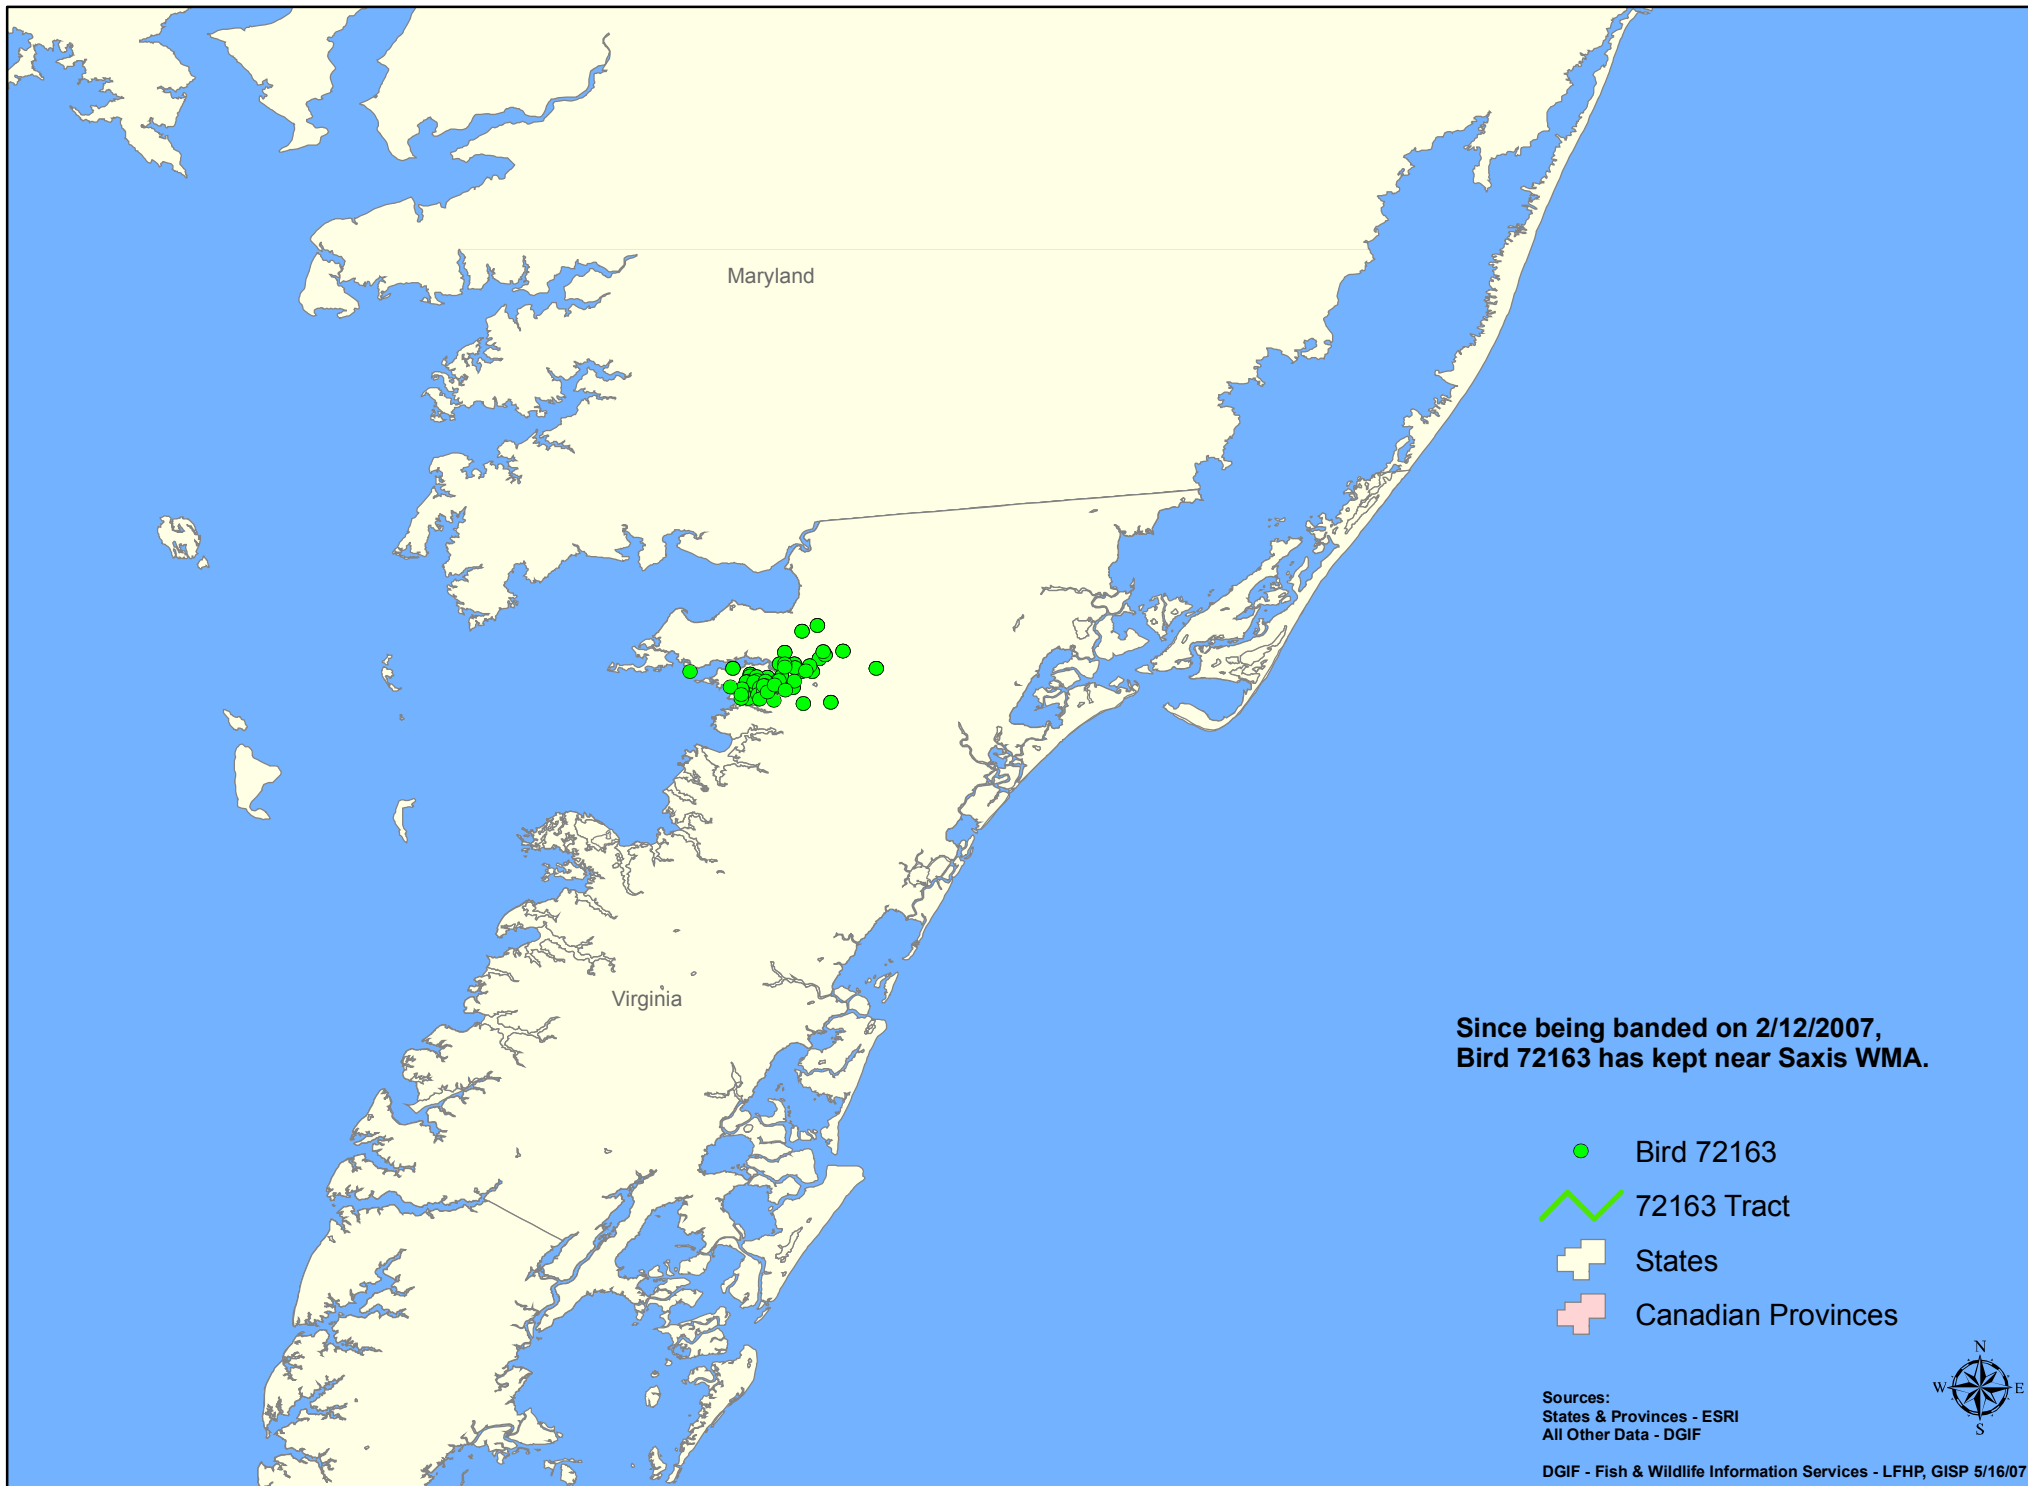 Maryland
Virginia
Since being banded on 2/12/2007,
Bird 72163 has kept near Saxis WMA.
Bird 72163
72163 Tract
States
Canadian Provinces
N
W E
S
Sources:
States & Provinces - ESRI
All Other Data - DGIF
DGIF - Fish & Wildlife Information Services - LFHP, GISP 5/16/07